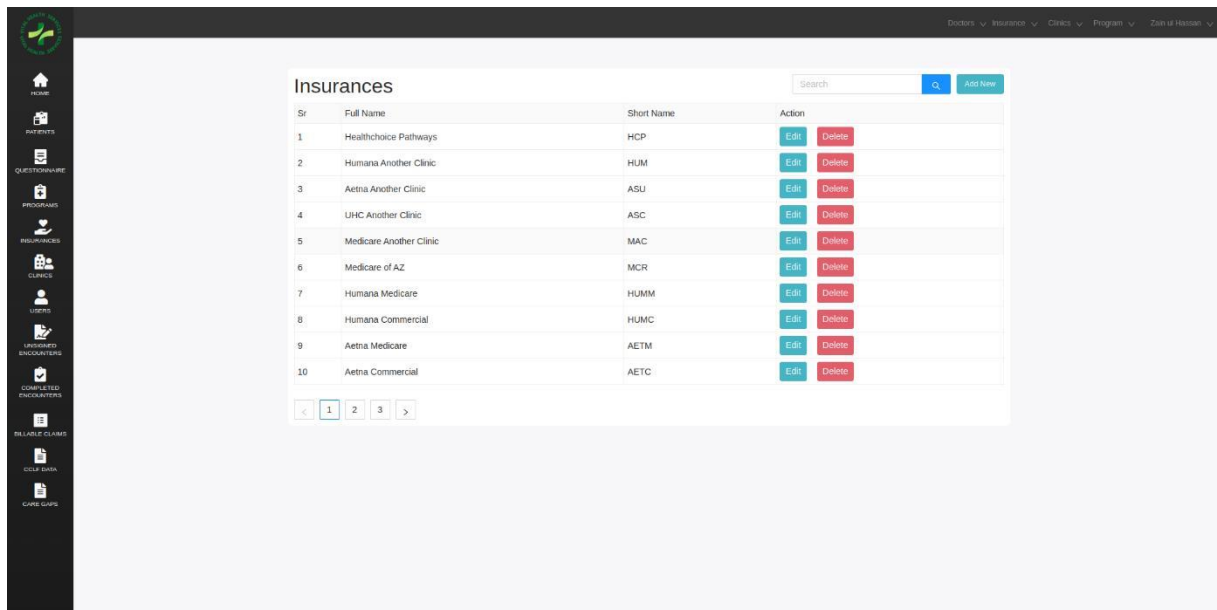 Doctors Insurance Clinics Program Zain ul Hassan
HOME
PATIENTS
QUESTIONNAIRE
PROGRAMS
INSURANCES
CLINICS
USERS
UNSIGNED
ENCOUNTERS
COMPLETED
ENCOUNTERS
BILLABLE CLAIMS
CCLF DATA
CARE GAPS
Insurances Search Add New
Sr Full Name Short Name Action
1 Healthchoice Pathways HCP Edit Delete
2 Humana Another Clinic HUM Edit Delete
3 Aetna Another Clinic ASU Edit Delete
4 UHC Another Clinic ASC Edit Delete
5 Medicare Another Clinic MAC Edit Delete
6 Medicare of AZ MCR Edit Delete
7 Humana Medicare HUMM Edit Delete
8 Humana Commercial HUMC Edit Delete
9 Aetna Medicare AETM Edit Delete
10 Aetna Commercial AETC Edit Delete
< 1 2 3 >